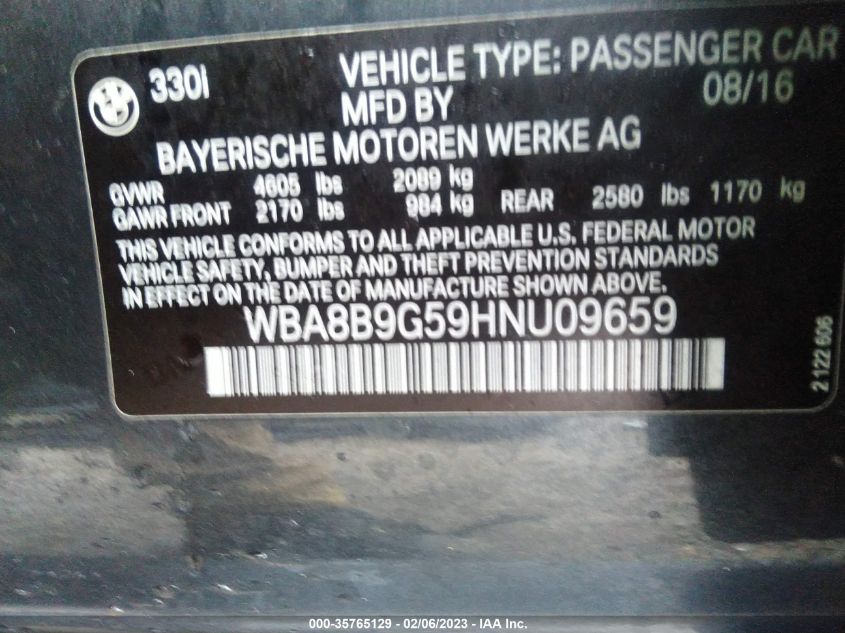 330i VEHICLE TYPE: PASSENGER CAR
MFD BY 08/16
BAYERISCHE MOTOREN WERKE AG
GVWR 4605 lbs 2089 kg
GAWR FRONT 2170 lbs 984 kg REAR 2580 lbs 1170 kg
THIS VEHICLE CONFORMS TO ALL APPLICABLE U.S. FEDERAL MOTOR
VEHICLE SAFETY, BUMPER AND THEFT PREVENTION STANDARDS
IN EFFECT ON THE DATE OF MANUFACTURE SHOWN ABOVE.
WBA8B9G59HNU09659
2 122 606
000-35765129 — 02/06/2023 — IAA Inc.